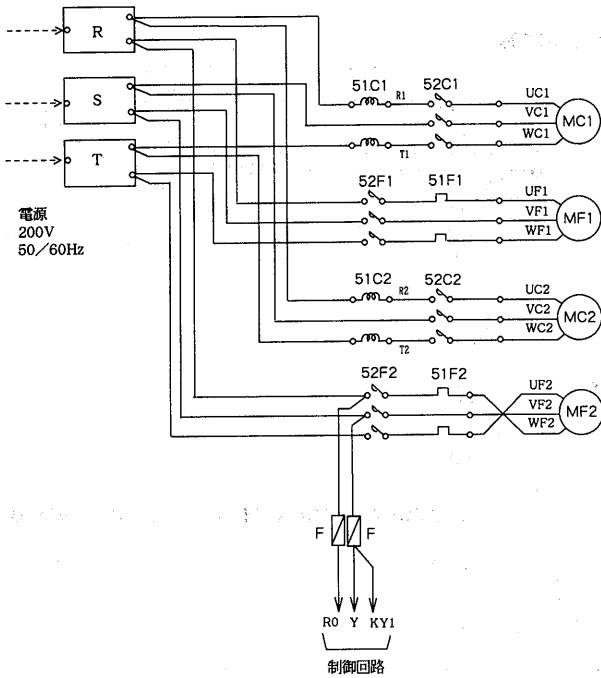 R
S
T
電源
200V
50/60Hz
51C1
R1
52C1
T1
UC1
VC1
WC1
MC1
52F1
51F1
UF1
VF1
WF1
MF1
51C2
R2
52C2
T2
UC2
VC2
WC2
MC2
52F2
51F2
UF2
VF2
WF2
MF2
F
F
R0 Y KY1
制御回路